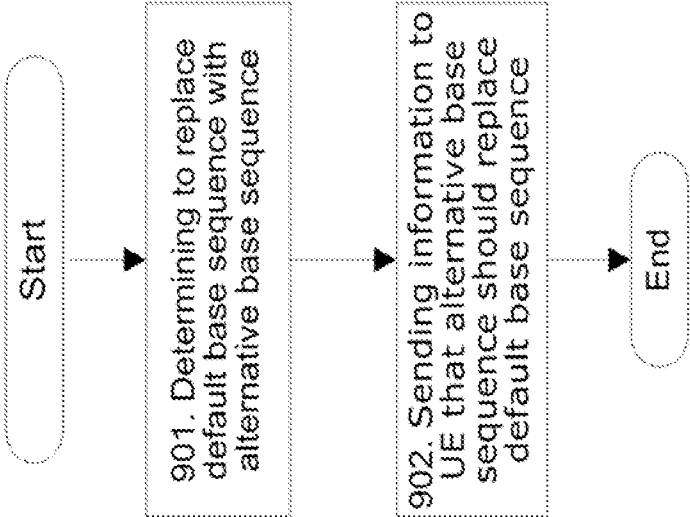 Start
901. Determining to replace
default base sequence with
alternative base sequence
902. Sending information to
UE that alternative base
sequence should replace
default base sequence
End